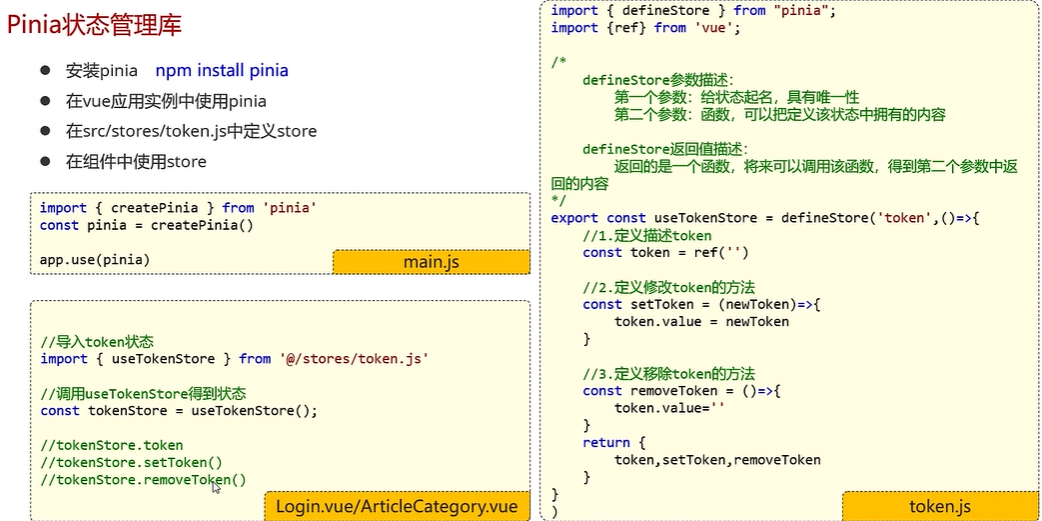 Pinia状态管理库
● 安装pinia npm install pinia
● 在vue应用实例中使用pinia
● 在src/stores/token.js中定义store
● 在组件中使用store
import { createPinia } from 'pinia'
const pinia = createPinia()
app.use(pinia)
main.js
//导入token状态
import { useTokenStore } from '@/stores/token.js'
//调用useTokenStore得到状态
const tokenStore = useTokenStore();
//tokenStore.token
//tokenStore.setToken()
//tokenStore.removeToken()
Login.vue/ArticleCategory.vue
import { defineStore } from "pinia";
import {ref} from 'vue';
/*
defineStore参数描述:
第一个参数: 给状态起名, 具有唯一性
第二个参数: 函数, 可以把定义该状态中拥有的内容
defineStore返回值描述:
返回的是一个函数, 将来可以调用该函数, 得到第二个参数中返
回的内容
*/
export const useTokenStore = defineStore('token',()=>{
//1.定义描述token
const token = ref('')
//2.定义修改token的方法
const setToken = (newToken)=>{
token.value = newToken
}
//3.定义移除token的方法
const removeToken = ()=>{
token.value=''
}
return {
token,setToken,removeToken
}
}
)
token.js